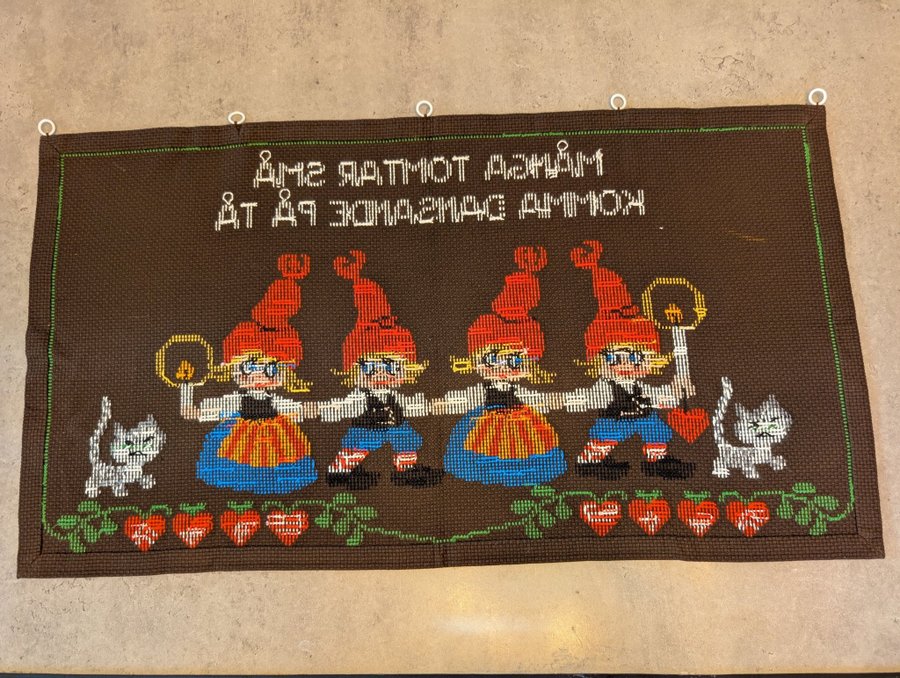 MÅNGA TOMTAR SMÅ
KOMMA DANSANDE PÅ TÅ